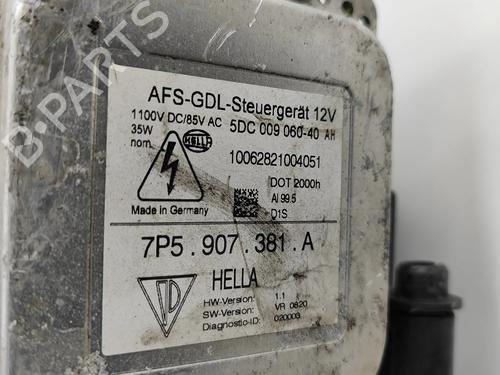 AFS-GDL-Steuergerät 12V
1100V DC/85V AC 5DC 009 060-40 AH
35W
nom.
HELLA
10062821004051
DOT 2000h
Al 99.5
D1S
Made in Germany
7P5.907.381.A
HELLA
HW-Version: 1.1
SW-Version: VR 0820
Diagnostic-ID: 020003
B-PARTS